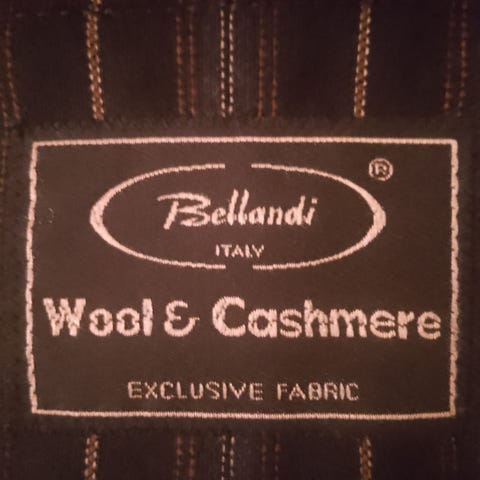 ®
Bellandi
ITALY
Wool & Cashmere
EXCLUSIVE FABRIC